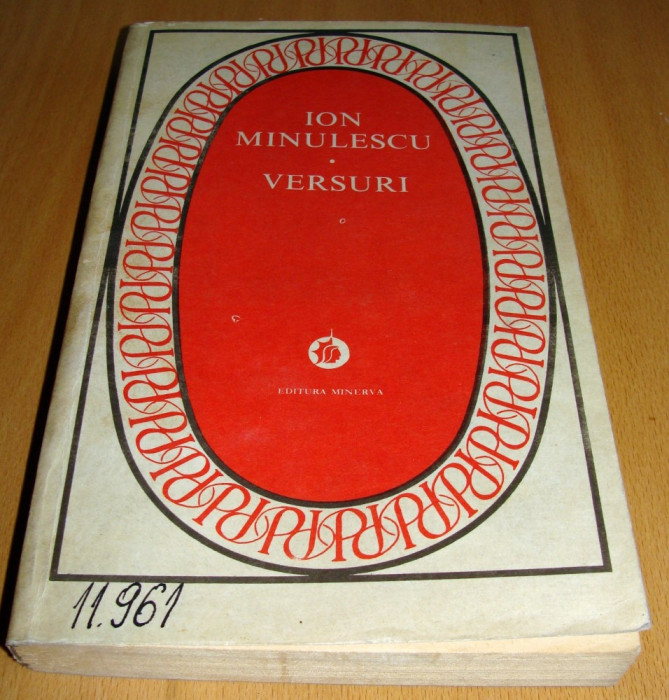 ION
MINULESCU
•
VERSURI
EDITURA MINERVA
11.961